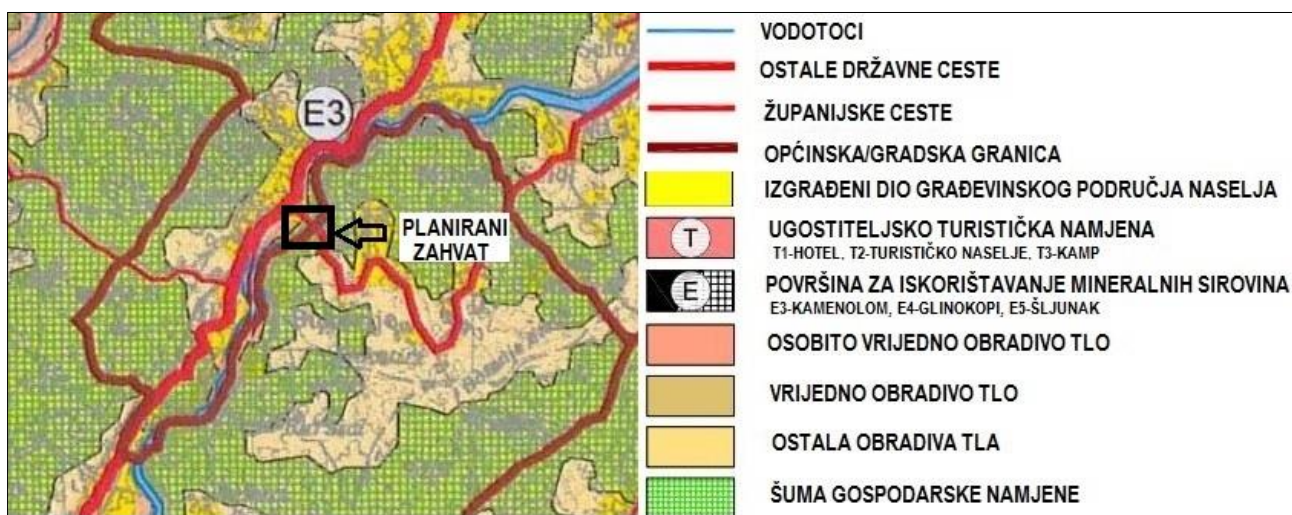 E3
PLANIRANI
ZAHVAT
VODOTOCI
OSTALE DRŽAVNE CESTE
ŽUPANIJSKE CESTE
OPĆINSKA/GRADSKA GRANICA
IZGRAĐENI DIO GRAĐEVINSKOG PODRUČJA NASELJA
T
UGOSTITELJSKO TURISTIČKA NAMJENA
T1-HOTEL, T2-TURISTIČKO NASELJE, T3-KAMP
E
POVRŠINA ZA ISKORIŠTAVANJE MINERALNIH SIROVINA
E3-KAMENOLOM, E4-GLINOKOPI, E5-ŠLJUNAK
OSOBITO VRIJEDNO OBRADIVO TLO
VRIJEDNO OBRADIVO TLO
OSTALA OBRADIVA TLA
ŠUMA GOSPODARSKE NAMJENE